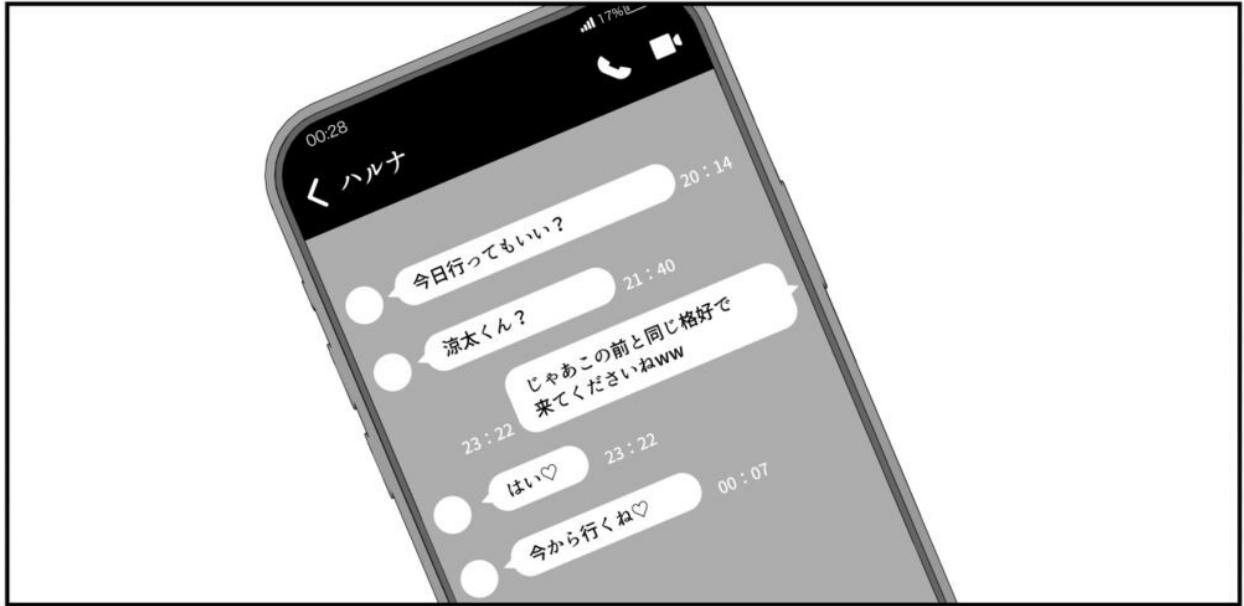 17%
00:28
ハルナ
今日行ってもいい？
20：14
涼太くん？
21：40
じゃあこの前と同じ格好で
来てくださいねww
23：22
はい♡
23：22
今から行くね♡
00：07